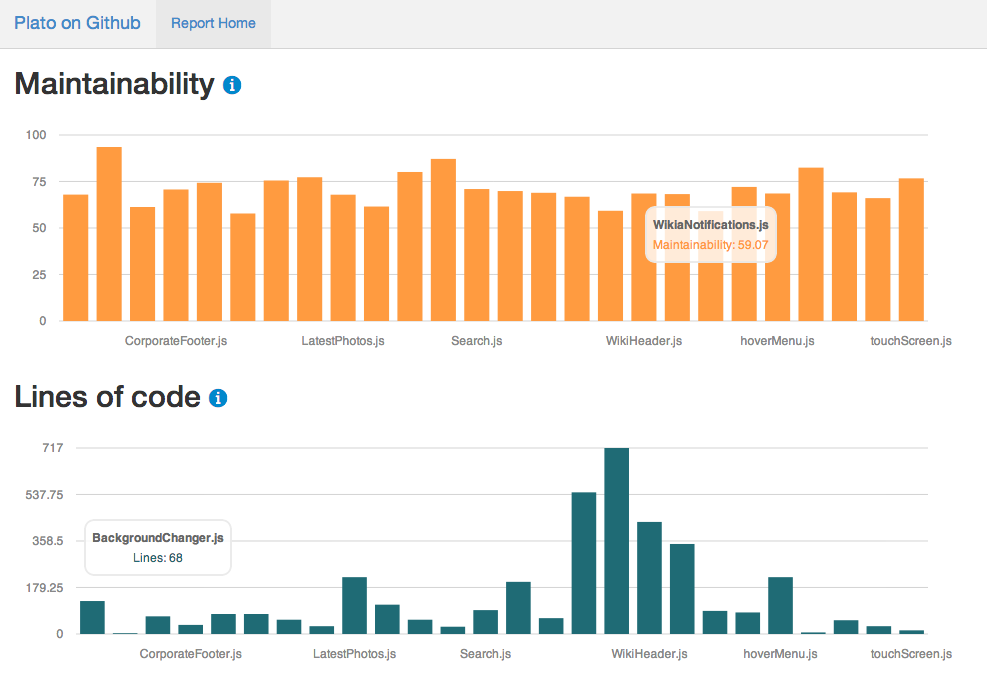 Plato on Github Report Home
Maintainability
100
75
50
25
0
WikiaNotifications.js
Maintainability: 59.07
CorporateFooter.js LatestPhotos.js Search.js WikiHeader.js hoverMenu.js touchScreen.js
Lines of code
717
537.75
358.5
179.25
0
BackgroundChanger.js
Lines: 68
CorporateFooter.js LatestPhotos.js Search.js WikiHeader.js hoverMenu.js touchScreen.js